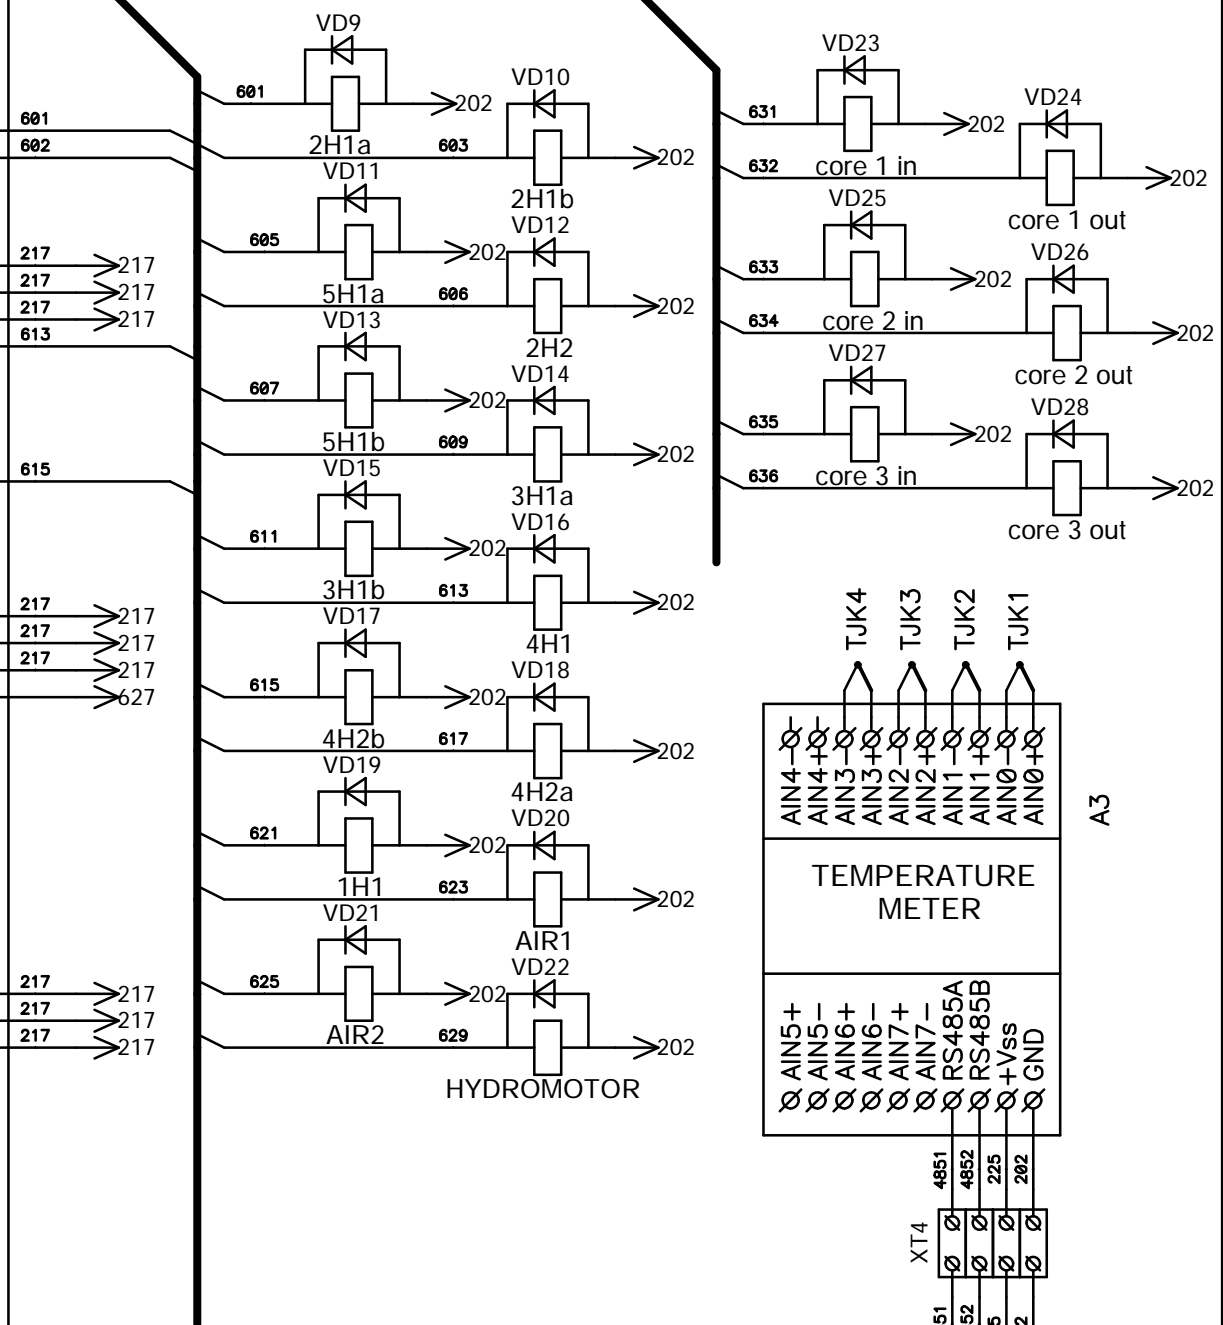 601
602
217
217
217
217
217
217
613
615
217
217
217
217
217
217
627
217
217
217
217
217
217
VD9
601
202
2H1a
VD10
603
202
2H1b
VD11
605
202
5H1a
VD12
606
202
2H2
VD13
607
202
5H1b
VD14
609
202
3H1a
VD15
611
202
3H1b
VD16
613
202
4H1
VD17
615
202
4H2b
VD18
617
202
4H2a
VD19
621
202
1H1
VD20
623
202
AIR1
VD21
625
202
AIR2
VD22
629
202
HYDROMOTOR
VD23
631
202
core 1 in
VD24
632
202
core 1 out
VD25
633
202
core 2 in
VD26
634
202
core 2 out
VD27
635
202
core 3 in
VD28
636
202
core 3 out
TJK4
TJK3
TJK2
TJK1
AIN4-
AIN4+
AIN3-
AIN3+
AIN2-
AIN2+
AIN1-
AIN1+
AIN0-
AIN0+
A3
TEMPERATURE
METER
AIN5+
AIN5-
AIN6+
AIN6-
AIN7+
AIN7-
RS485A
RS485B
+Vss
GND
4851
4852
225
202
XT4
51
52
5
2